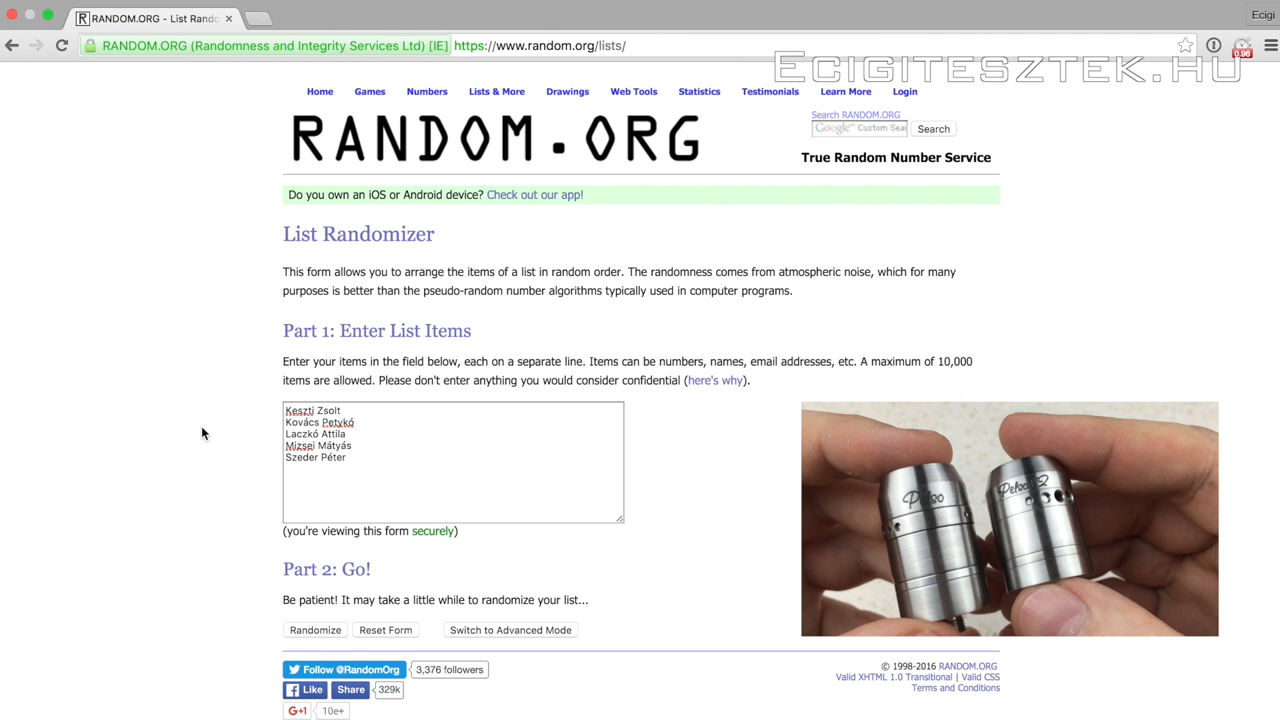 RANDOM.ORG - List Rando
Ecigi
RANDOM.ORG (Randomness and Integrity Services Ltd) [IE] https://www.random.org/lists/
0.96
ECIGITESZTEK.HU
Home Games Numbers Lists & More Drawings Web Tools Statistics Testimonials Learn More Login
RANDOM.ORG
Search RANDOM.ORG
Google™ Custom Sea Search
True Random Number Service
Do you own an iOS or Android device? Check out our app!
List Randomizer
This form allows you to arrange the items of a list in random order. The randomness comes from atmospheric noise, which for many
purposes is better than the pseudo-random number algorithms typically used in computer programs.
Part 1: Enter List Items
Enter your items in the field below, each on a separate line. Items can be numbers, names, email addresses, etc. A maximum of 10,000
items are allowed. Please don't enter anything you would consider confidential (here's why).
Keszti Zsolt
Kovács Petykó
Laczkó Attila
Mizsei Mátyás
Szeder Péter
Pelso
Pelso 2
(you're viewing this form securely)
Part 2: Go!
Be patient! It may take a little while to randomize your list...
Randomize Reset Form Switch to Advanced Mode
Follow @RandomOrg 3,376 followers
Like Share 329k
G+1 10e+
© 1998-2016 RANDOM.ORG
Valid XHTML 1.0 Transitional | Valid CSS
Terms and Conditions